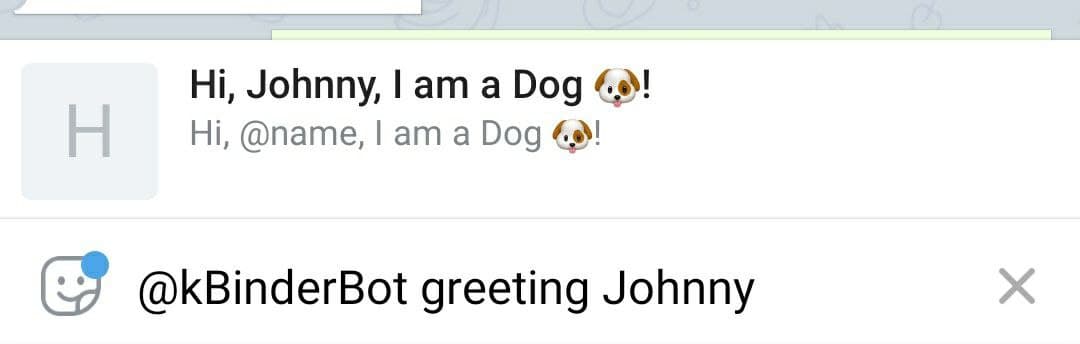 H
Hi, Johnny, I am a Dog 🐶!
Hi, @name, I am a Dog 🐶!
@kBinderBot greeting Johnny